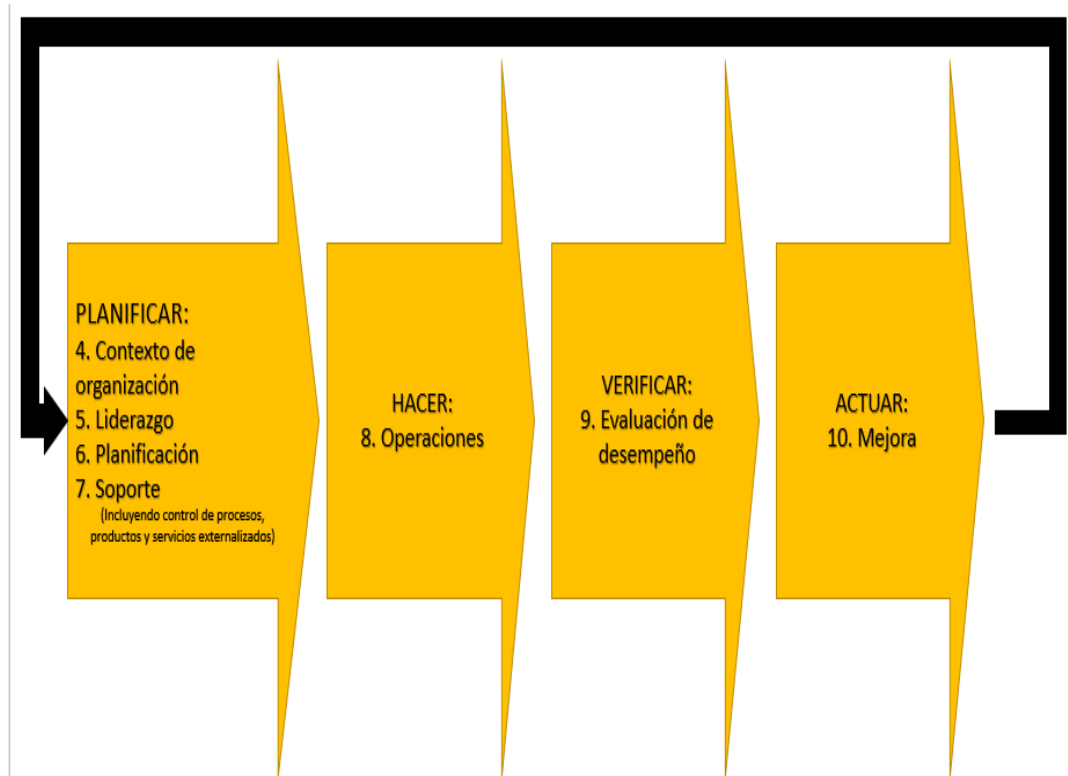 PLANIFICAR:
4. Contexto de
organización
5. Liderazgo
6. Planificación
7. Soporte
(Incluyendo control de procesos,
productos y servicios externalizados)
HACER:
8. Operaciones
VERIFICAR:
9. Evaluación de
desempeño
ACTUAR:
10. Mejora